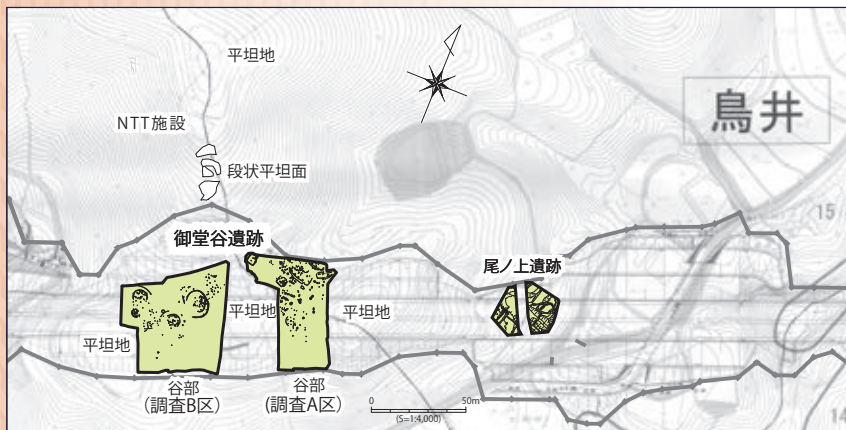 平坦地
鳥井
NTT施設
段状平坦面
15
御堂谷遺跡
尾ノ上遺跡
平坦地
平坦地
平坦地
谷部
(調査B区)
谷部
(調査A区)
0 50m
(S=1:4,000)
14